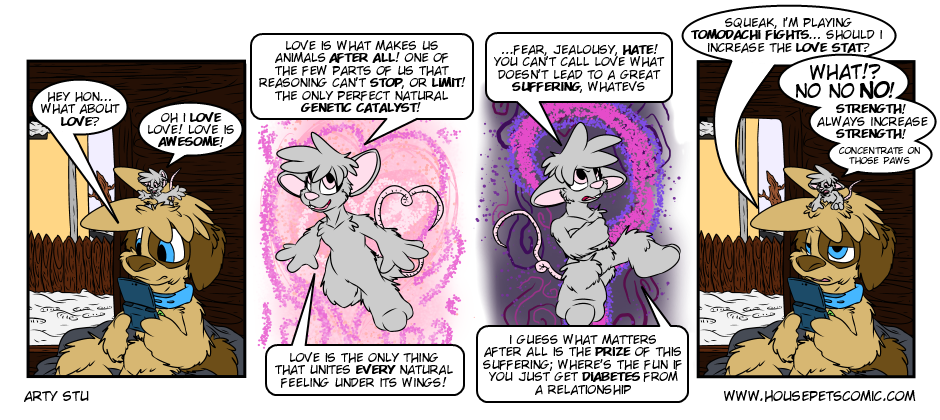 HEY HON...
WHAT ABOUT
LOVE?
OH I LOVE
LOVE! LOVE IS
AWESOME!
LOVE IS WHAT MAKES US
ANIMALS AFTER ALL! ONE OF
THE FEW PARTS OF US THAT
REASONING CAN'T STOP, OR LIMIT!
THE ONLY PERFECT NATURAL
GENETIC CATALYST!
LOVE IS THE ONLY THING
THAT UNITES EVERY NATURAL
FEELING UNDER ITS WINGS!
...FEAR, JEALOUSY, HATE!
YOU CAN'T CALL LOVE WHAT
DOESN'T LEAD TO A GREAT
SUFFERING, WHATEVS
I GUESS WHAT MATTERS
AFTER ALL IS THE PRIZE OF THIS
SUFFERING; WHERE'S THE FUN IF
YOU JUST GET DIABETES FROM
A RELATIONSHIP
SQUEAK, I'M PLAYING
TOMODACHI FIGHTS... SHOULD I
INCREASE THE LOVE STAT?
WHAT!?
NO NO NO!
STRENGTH!
ALWAYS INCREASE
STRENGTH!
CONCENTRATE ON
THOSE PAWS
ARTY STU
WWW.HOUSEPETSCOMIC.COM